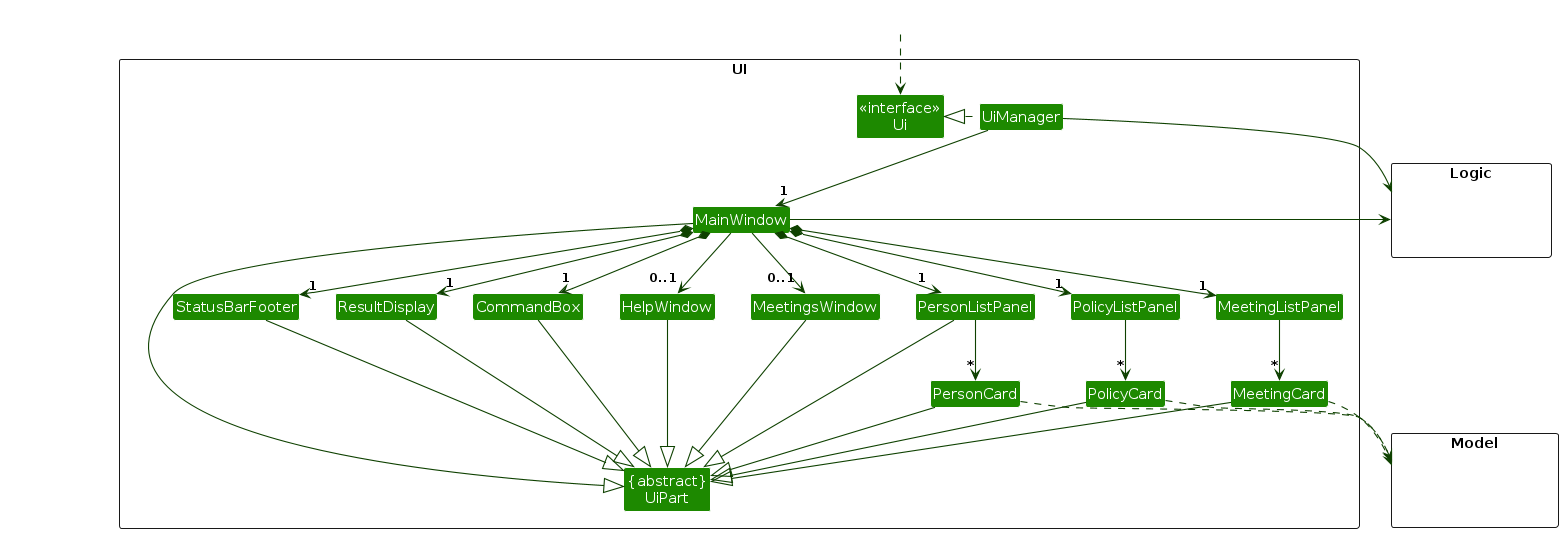 UI
«interface»
Ui
UiManager
Logic
1
MainWindow
1
1
1
0..1
0..1
1
1
1
StatusBarFooter
ResultDisplay
CommandBox
HelpWindow
MeetingsWindow
PersonListPanel
PolicyListPanel
MeetingListPanel
*
*
*
PersonCard
PolicyCard
MeetingCard
Model
{abstract}
UiPart